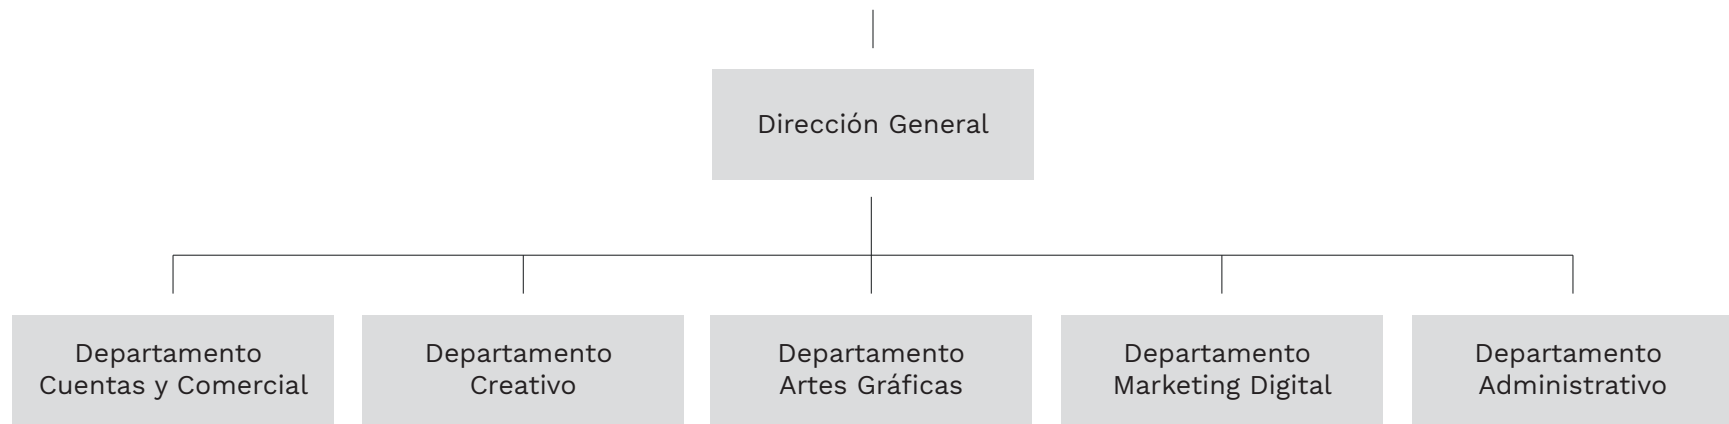 Dirección General
Departamento
Cuentas y Comercial
Departamento
Creativo
Departamento
Artes Gráficas
Departamento
Marketing Digital
Departamento
Administrativo